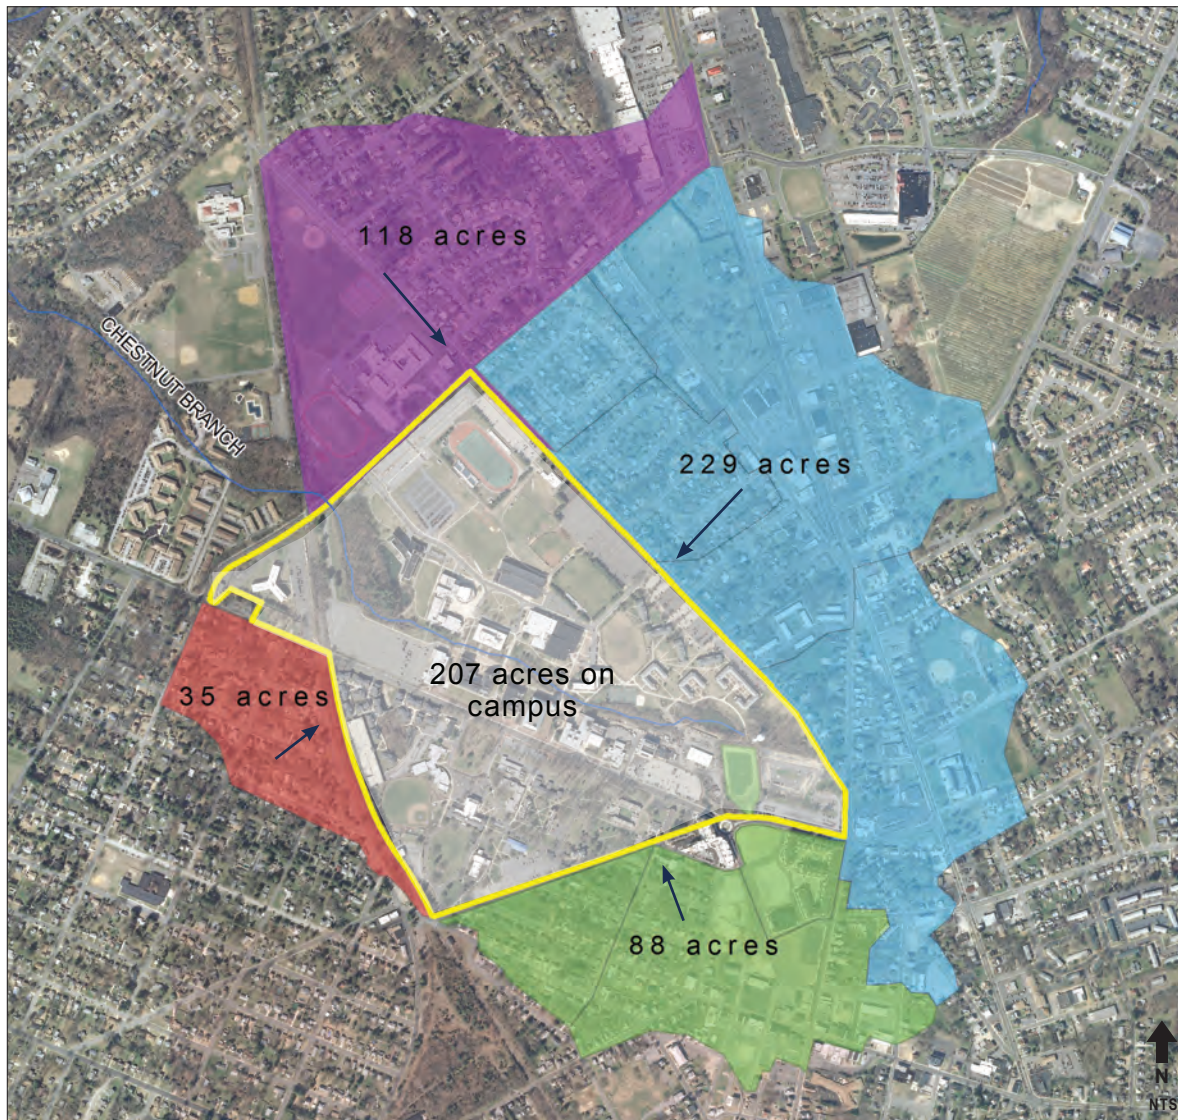 118 acres
CHESTNUT BRANCH
229 acres
207 acres on
campus
35 acres
88 acres
N
NTS